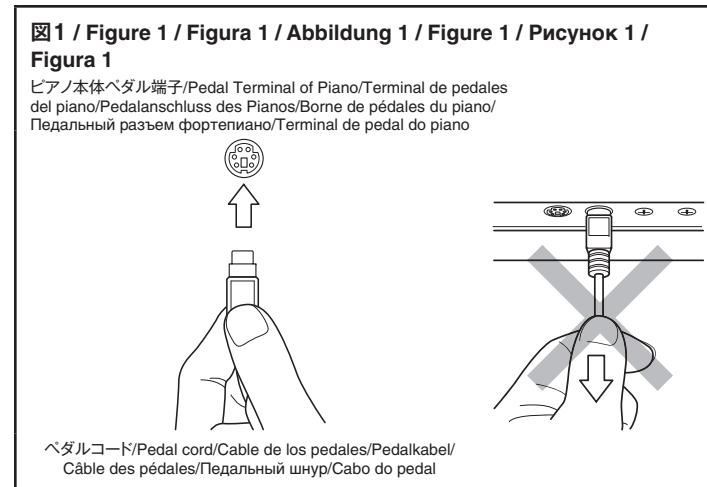 図1 / Figure 1 / Figura 1 / Abbildung 1 / Figure 1 / Рисунок 1 /
Figura 1
ピアノ本体ペダル端子/Pedal Terminal of Piano/Terminal de pedales
del piano/Pedalanschluss des Pianos/Borne de pédales du piano/
Педальный разъем фортепиано/Terminal de pedal do piano
ペダルコード/Pedal cord/Cable de los pedales/Pedalkabel/
Câble des pédales/Педальный шнур/Cabo do pedal